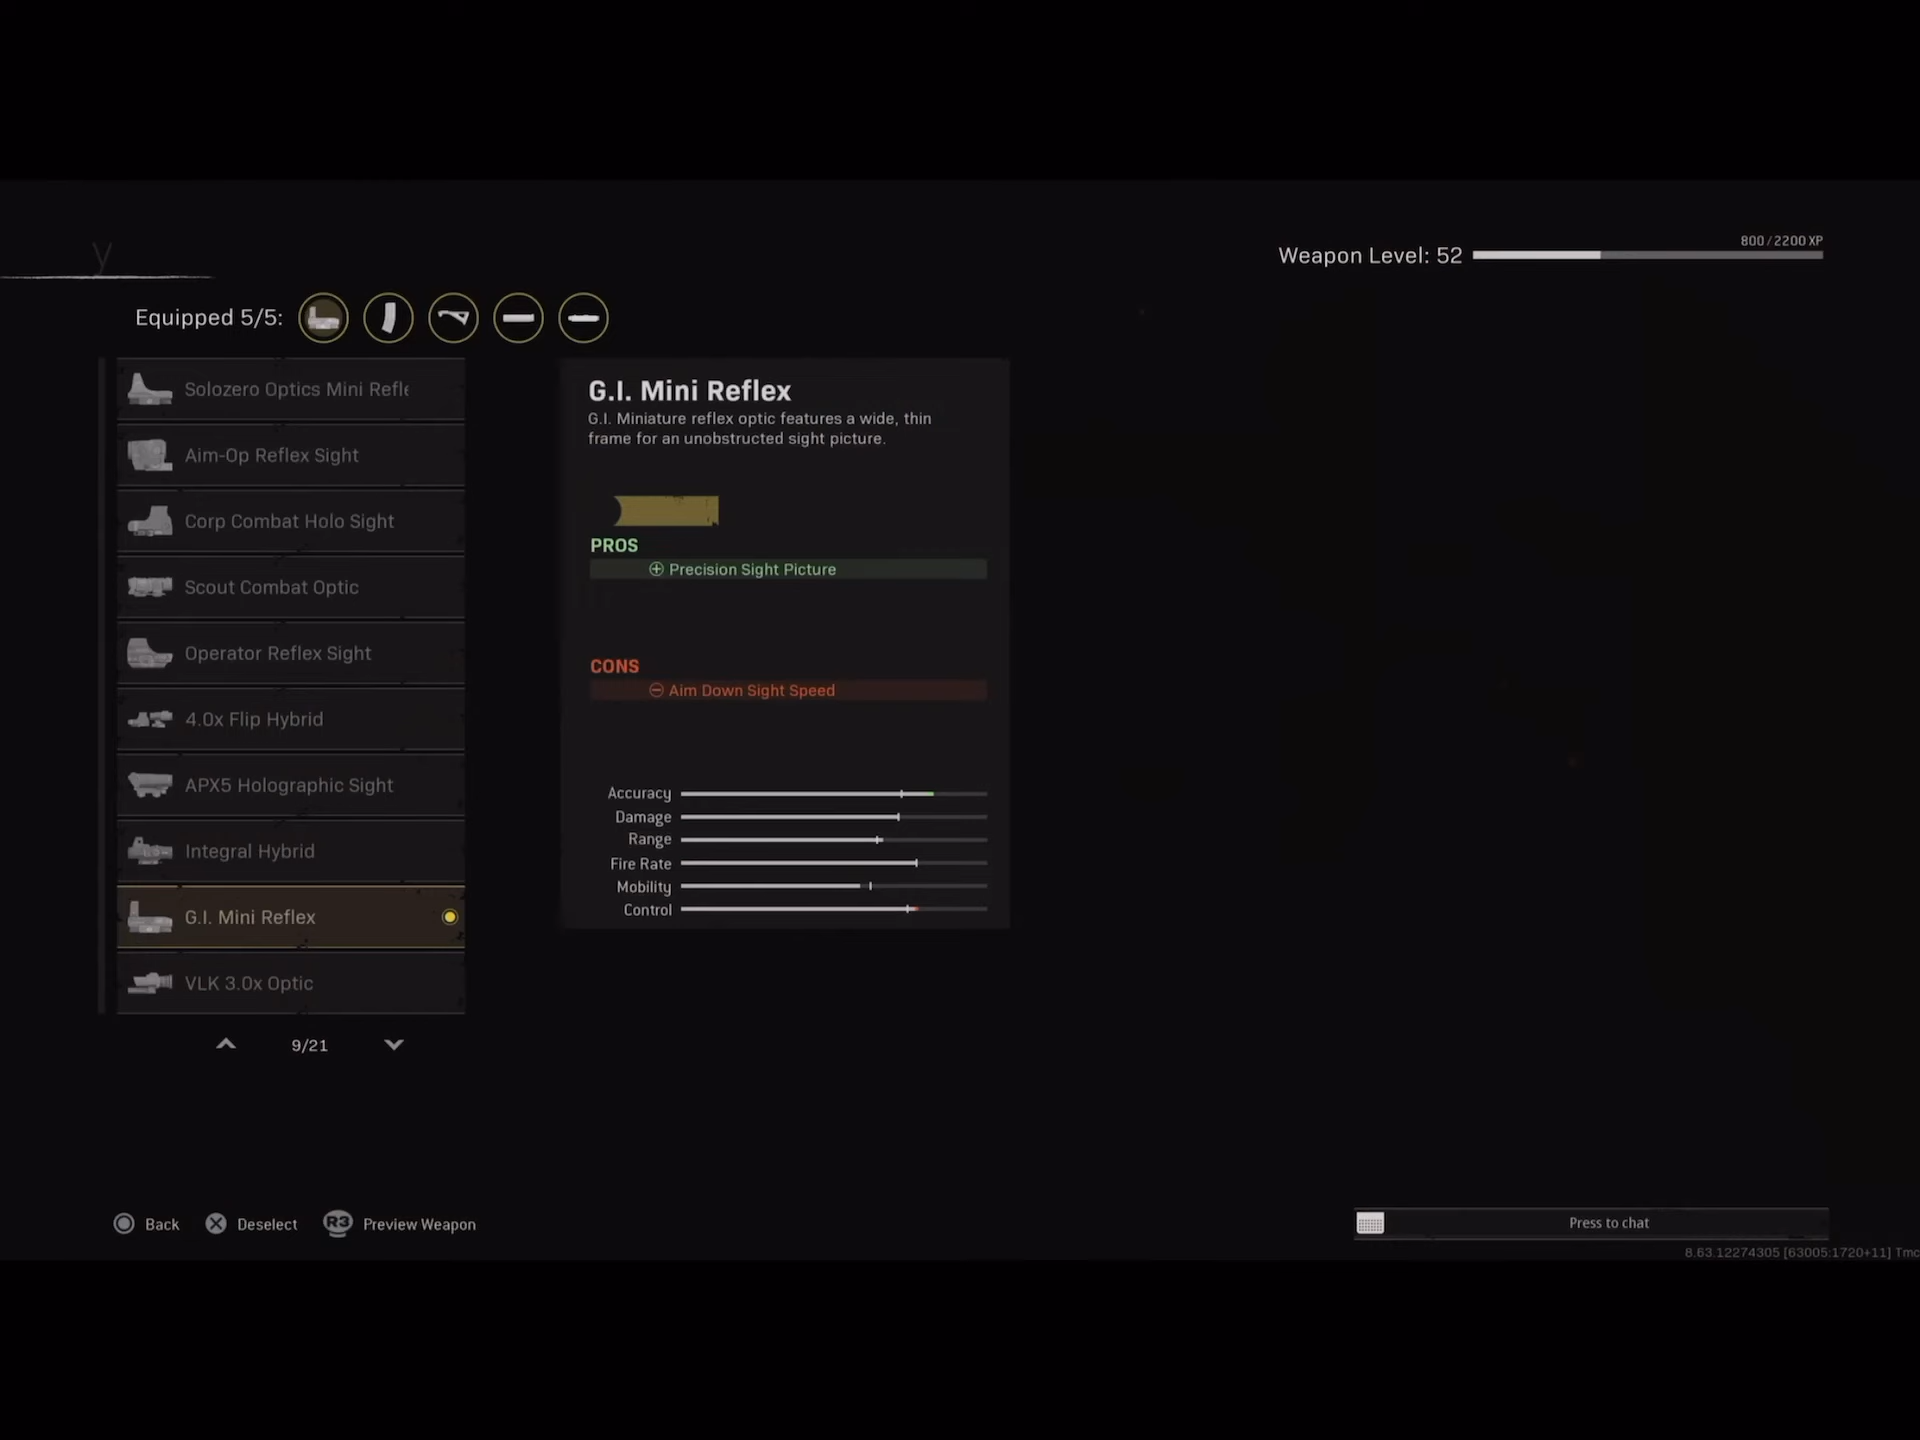 y
Weapon Level: 52
800 / 2200 XP
Equipped 5/5:
Solozero Optics Mini Refle
Aim-Op Reflex Sight
Corp Combat Holo Sight
Scout Combat Optic
Operator Reflex Sight
4.0x Flip Hybrid
APX5 Holographic Sight
Integral Hybrid
G.I. Mini Reflex
VLK 3.0x Optic
9/21
G.I. Mini Reflex
G.I. Miniature reflex optic features a wide, thin
frame for an unobstructed sight picture.
PROS
Precision Sight Picture
CONS
Aim Down Sight Speed
Accuracy
Damage
Range
Fire Rate
Mobility
Control
Back
Deselect
R3 Preview Weapon
Press to chat
8.63.12274305 [63005:1720+11] Tmc